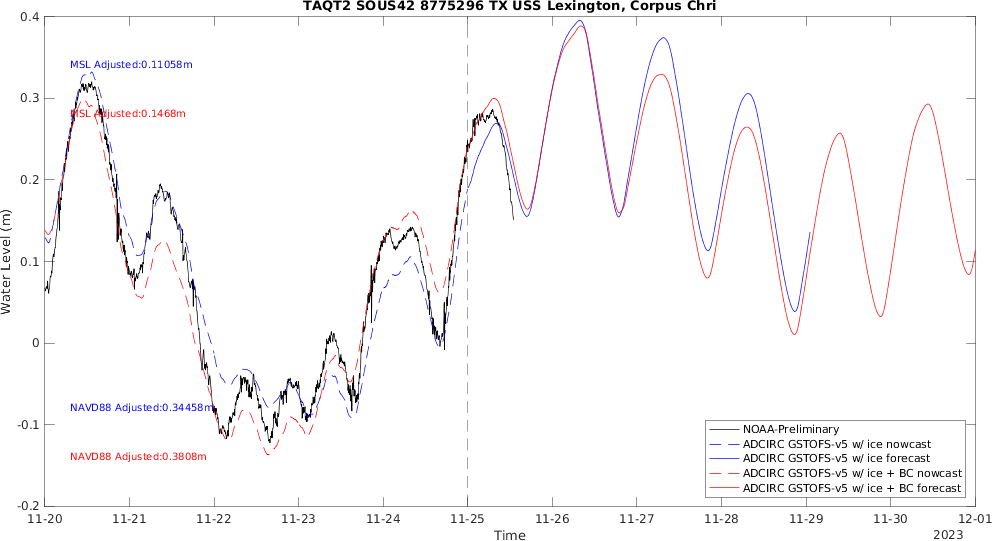 TAQT2 SOUS42 8775296 TX USS Lexington, Corpus Chri
0.4
0.3
0.2
0.1
0
-0.1
-0.2
Water Level (m)
MSL Adjusted:0.11058m
MSL Adjusted:0.1468m
NAVD88 Adjusted:0.34458m
NAVD88 Adjusted:0.3808m
NOAA-Preliminary
ADCIRC GSTOFS-v5 w/ ice nowcast
ADCIRC GSTOFS-v5 w/ ice forecast
ADCIRC GSTOFS-v5 w/ ice + BC nowcast
ADCIRC GSTOFS-v5 w/ ice + BC forecast
11-20 11-21 11-22 11-23 11-24 11-25 11-26 11-27 11-28 11-29 11-30 12-01
Time
2023